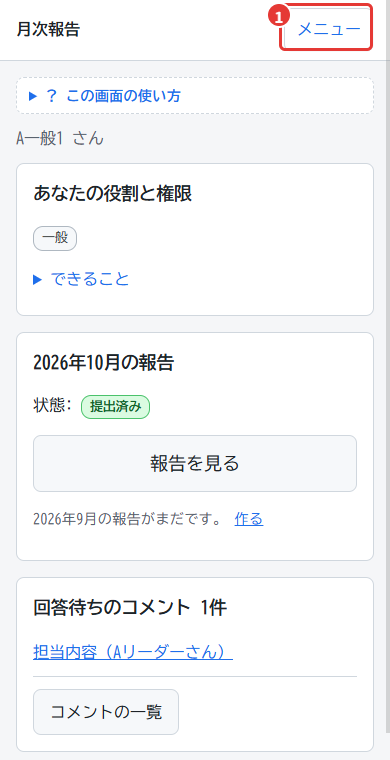 月次報告
1
メニュー
▶ ? この画面の使い方
A一般1 さん
あなたの役割と権限
一般
▶ できること
2026年10月の報告
状態: 提出済み
報告を見る
2026年9月の報告がまだです。 作る
回答待ちのコメント 1件
担当内容（Aリーダーさん）
コメントの一覧